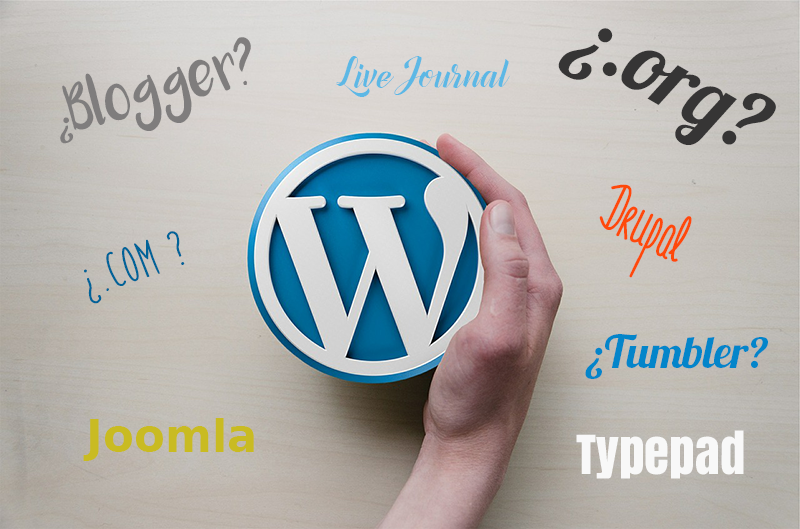 ¿Blogger?
Live Journal
¿.org?
Drupal
¿.COM ?
¿Tumbler?
Joomla
Typepad